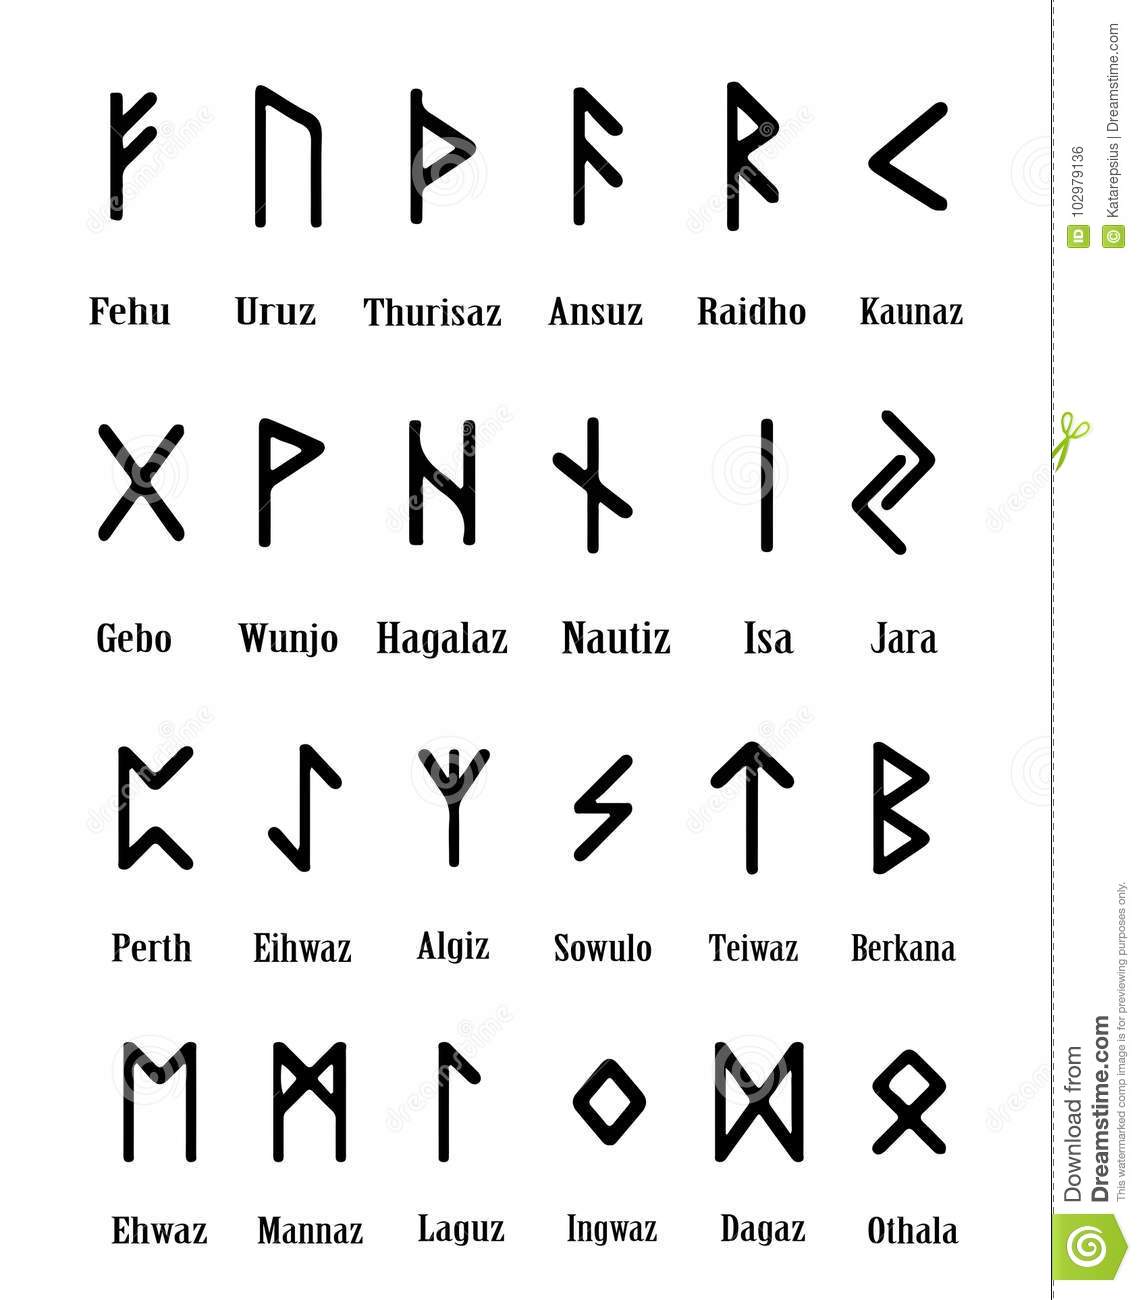 ᚠ ᚢ ᚦ ᚨ ᚱ ᚲ
Fehu Uruz Thurisaz Ansuz Raidho Kaunaz
ᚷ ᚹ ᚺ ᚾ ᛁ ᛃ
Gebo Wunjo Hagalaz Nautiz Isa Jara
ᛈ ᛇ ᛉ ᛊ ᛏ ᛒ
Perth Eihwaz Algiz Sowulo Teiwaz Berkana
ᛖ ᛗ ᛚ ᛜ ᛞ ᛟ
Ehwaz Mannaz Laguz Ingwaz Dagaz Othala
ID 102979136
© Katarepsius | Dreamstime.com
Download from
Dreamstime.com
This watermarked comp image is for previewing purposes only.
dreamstime